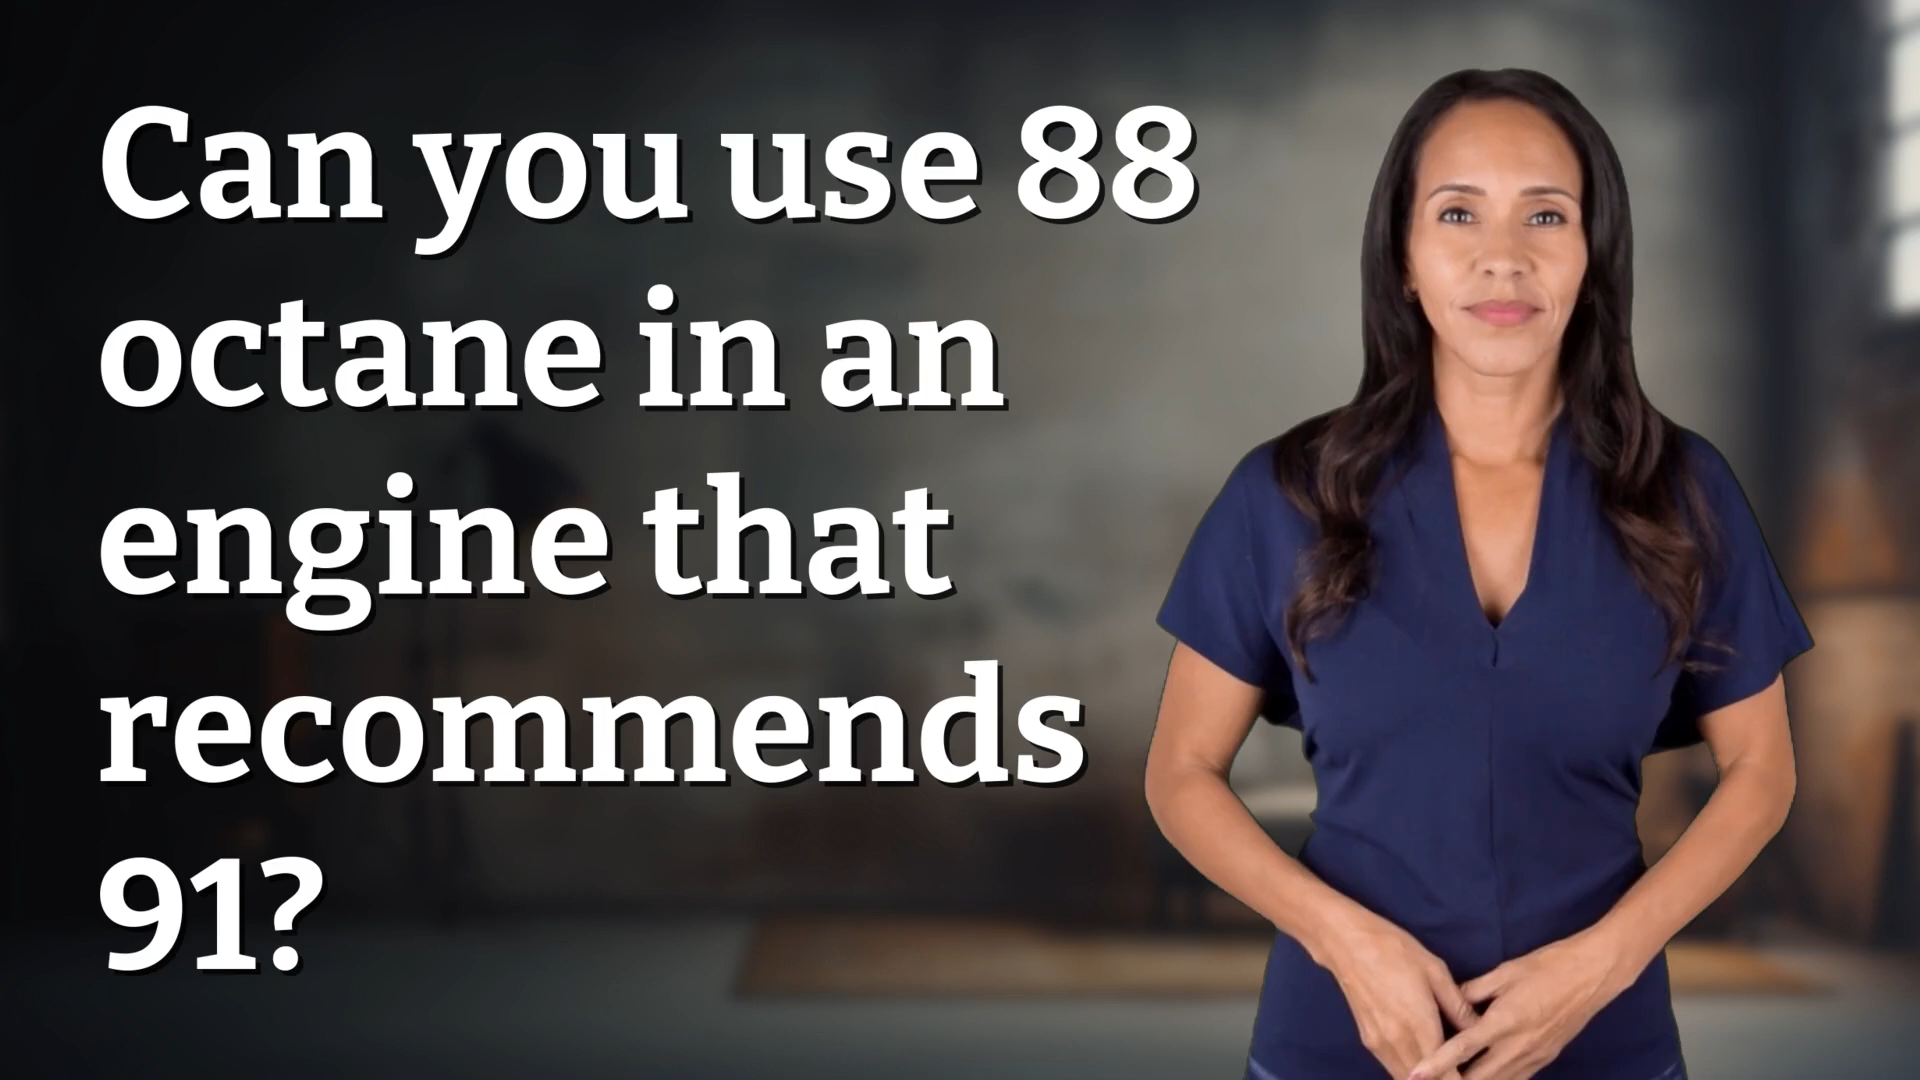 Can you use 88
octane in an
engine that
recommends
91?